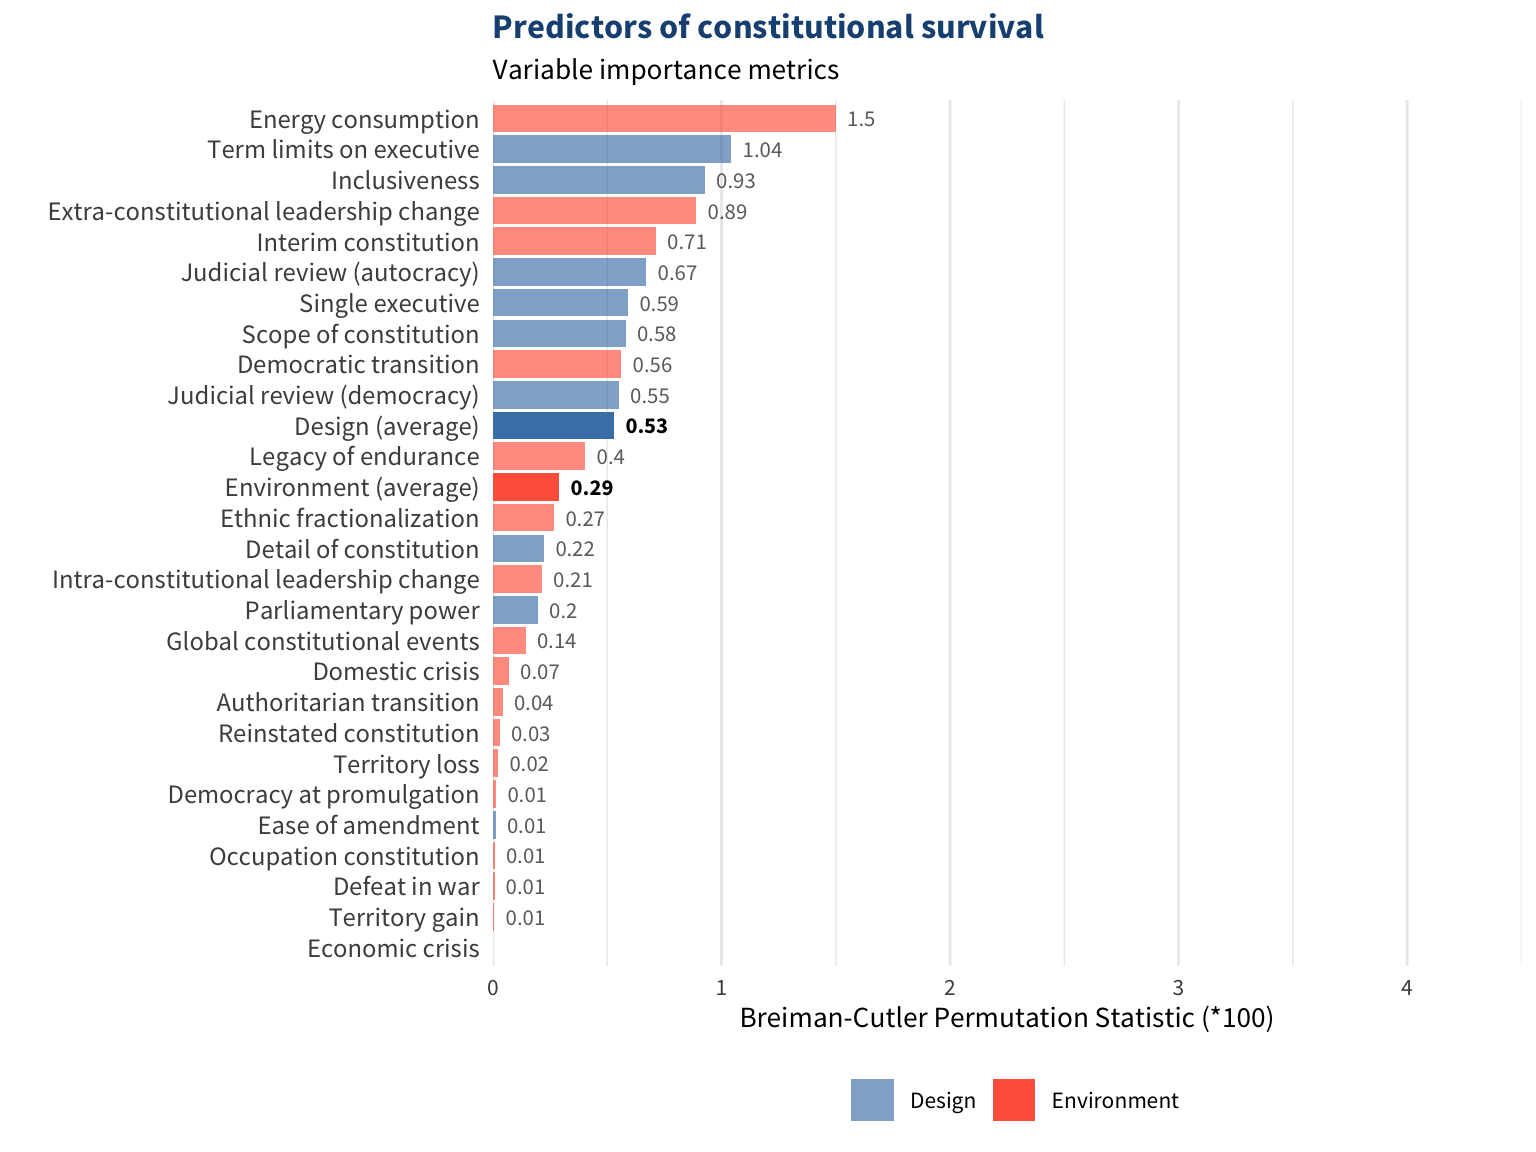 Predictors of constitutional survival
Variable importance metrics
Energy consumption 1.5
Term limits on executive 1.04
Inclusiveness 0.93
Extra-constitutional leadership change 0.89
Interim constitution 0.71
Judicial review (autocracy) 0.67
Single executive 0.59
Scope of constitution 0.58
Democratic transition 0.56
Judicial review (democracy) 0.55
Design (average) 0.53
Legacy of endurance 0.4
Environment (average) 0.29
Ethnic fractionalization 0.27
Detail of constitution 0.22
Intra-constitutional leadership change 0.21
Parliamentary power 0.2
Global constitutional events 0.14
Domestic crisis 0.07
Authoritarian transition 0.04
Reinstated constitution 0.03
Territory loss 0.02
Democracy at promulgation 0.01
Ease of amendment 0.01
Occupation constitution 0.01
Defeat in war 0.01
Territory gain 0.01
Economic crisis
0 1 2 3 4
Breiman-Cutler Permutation Statistic (*100)
Design Environment